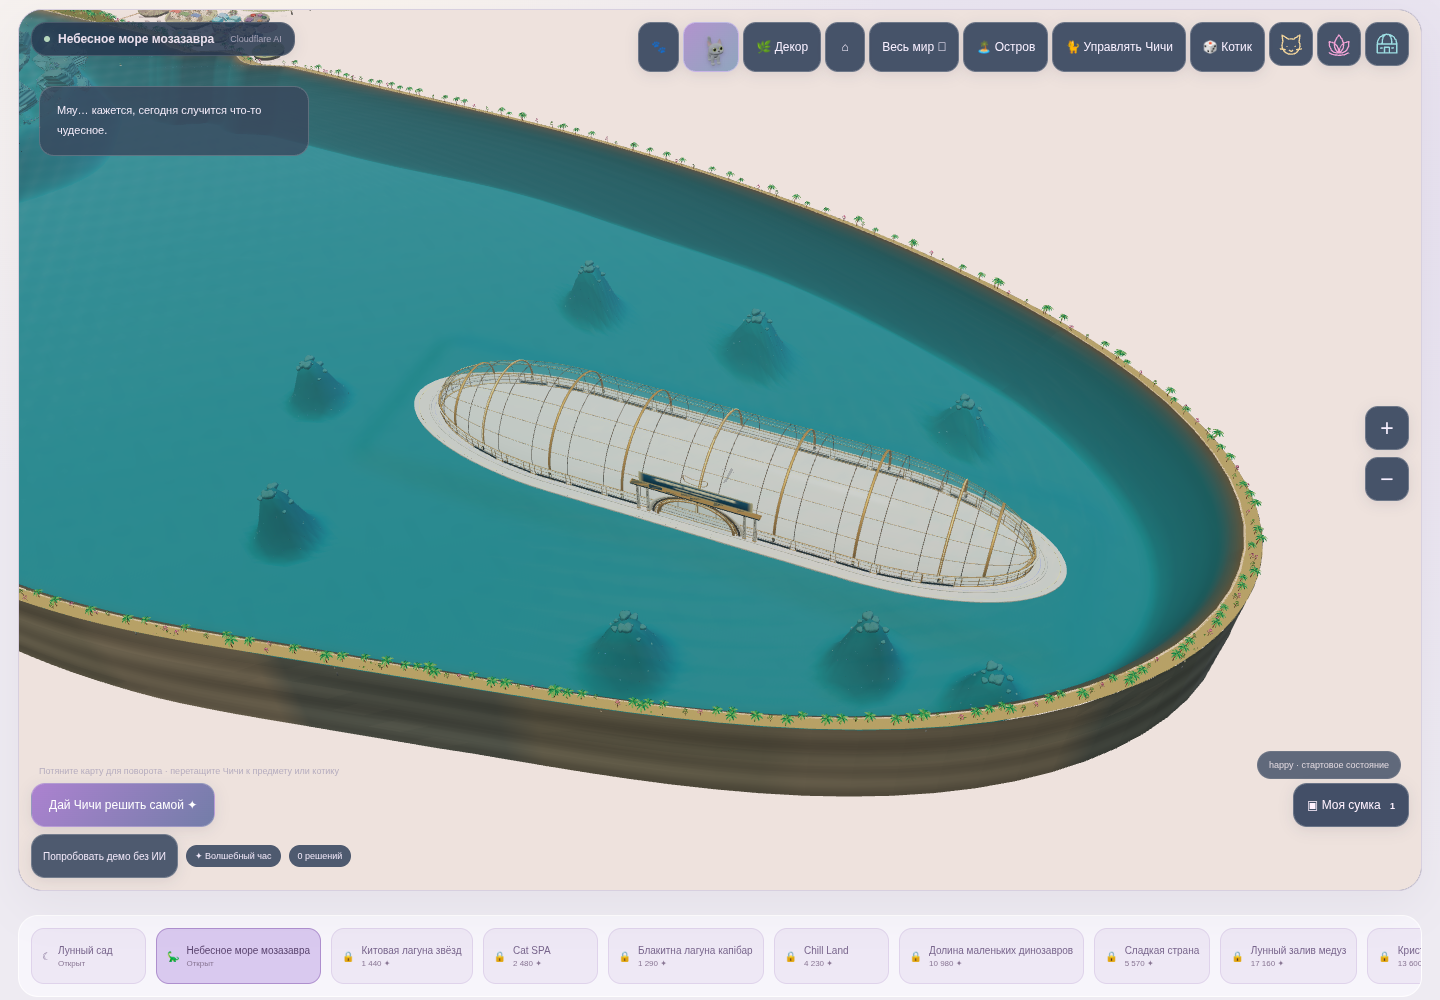 Небесное море мозазавра Cloudflare AI
Декор
Весь мир
Остров
Управлять Чичи
Котик
Мяу… кажется, сегодня случится что-то
чудесное.
+
−
Потяните карту для поворота · перетащите Чичи к предмету или котику
happy · стартовое состояние
Дай Чичи решить самой ✦
Моя сумка 1
Попробовать демо без ИИ
✦ Волшебный час
0 решений
Лунный сад
Открыт
Небесное море мозазавра
Открыт
Китовая лагуна звёзд
1 440 ✦
Cat SPA
2 480 ✦
Блакитна лагуна капібар
1 290 ✦
Chill Land
4 230 ✦
Долина маленьких динозавров
10 980 ✦
Сладкая страна
5 570 ✦
Лунный залив медуз
17 160 ✦
Крис
13 600